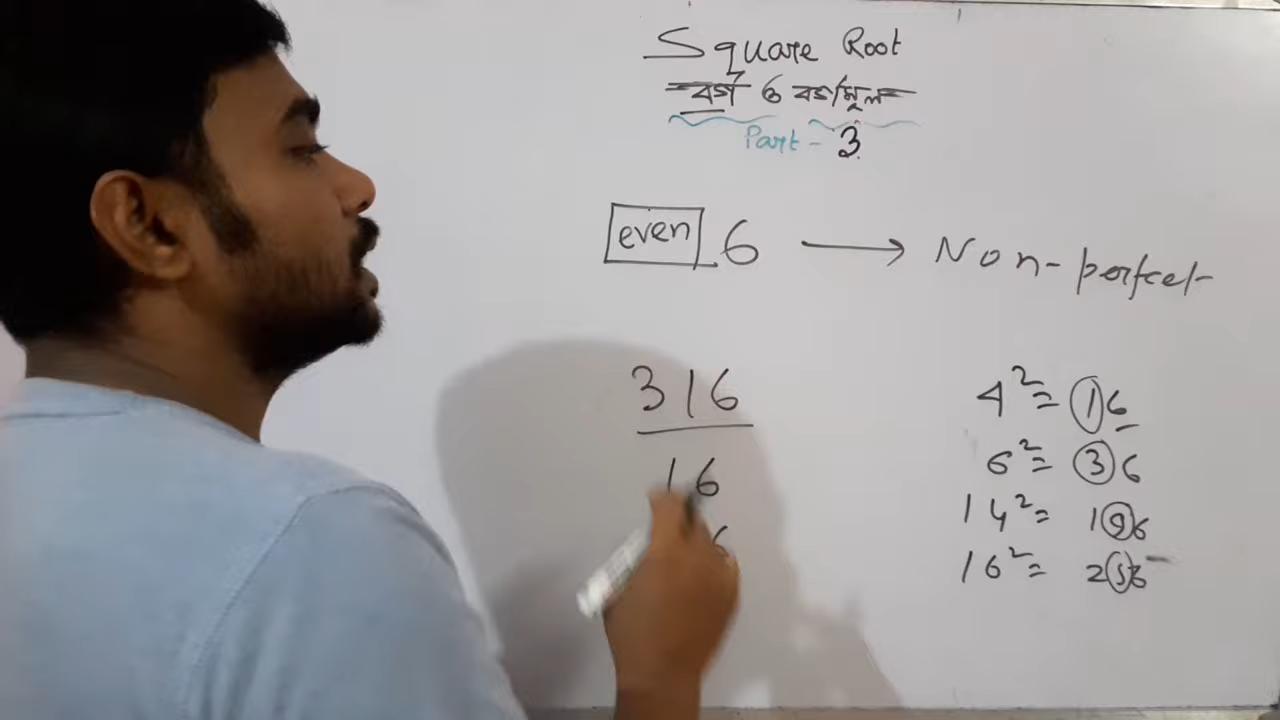 Square Root
বর্গ ও বর্গমূল
Part - 3
even 6 → Non-perfect
316
16
6
4² = 16
6² = 36
14² = 196
16² = 256